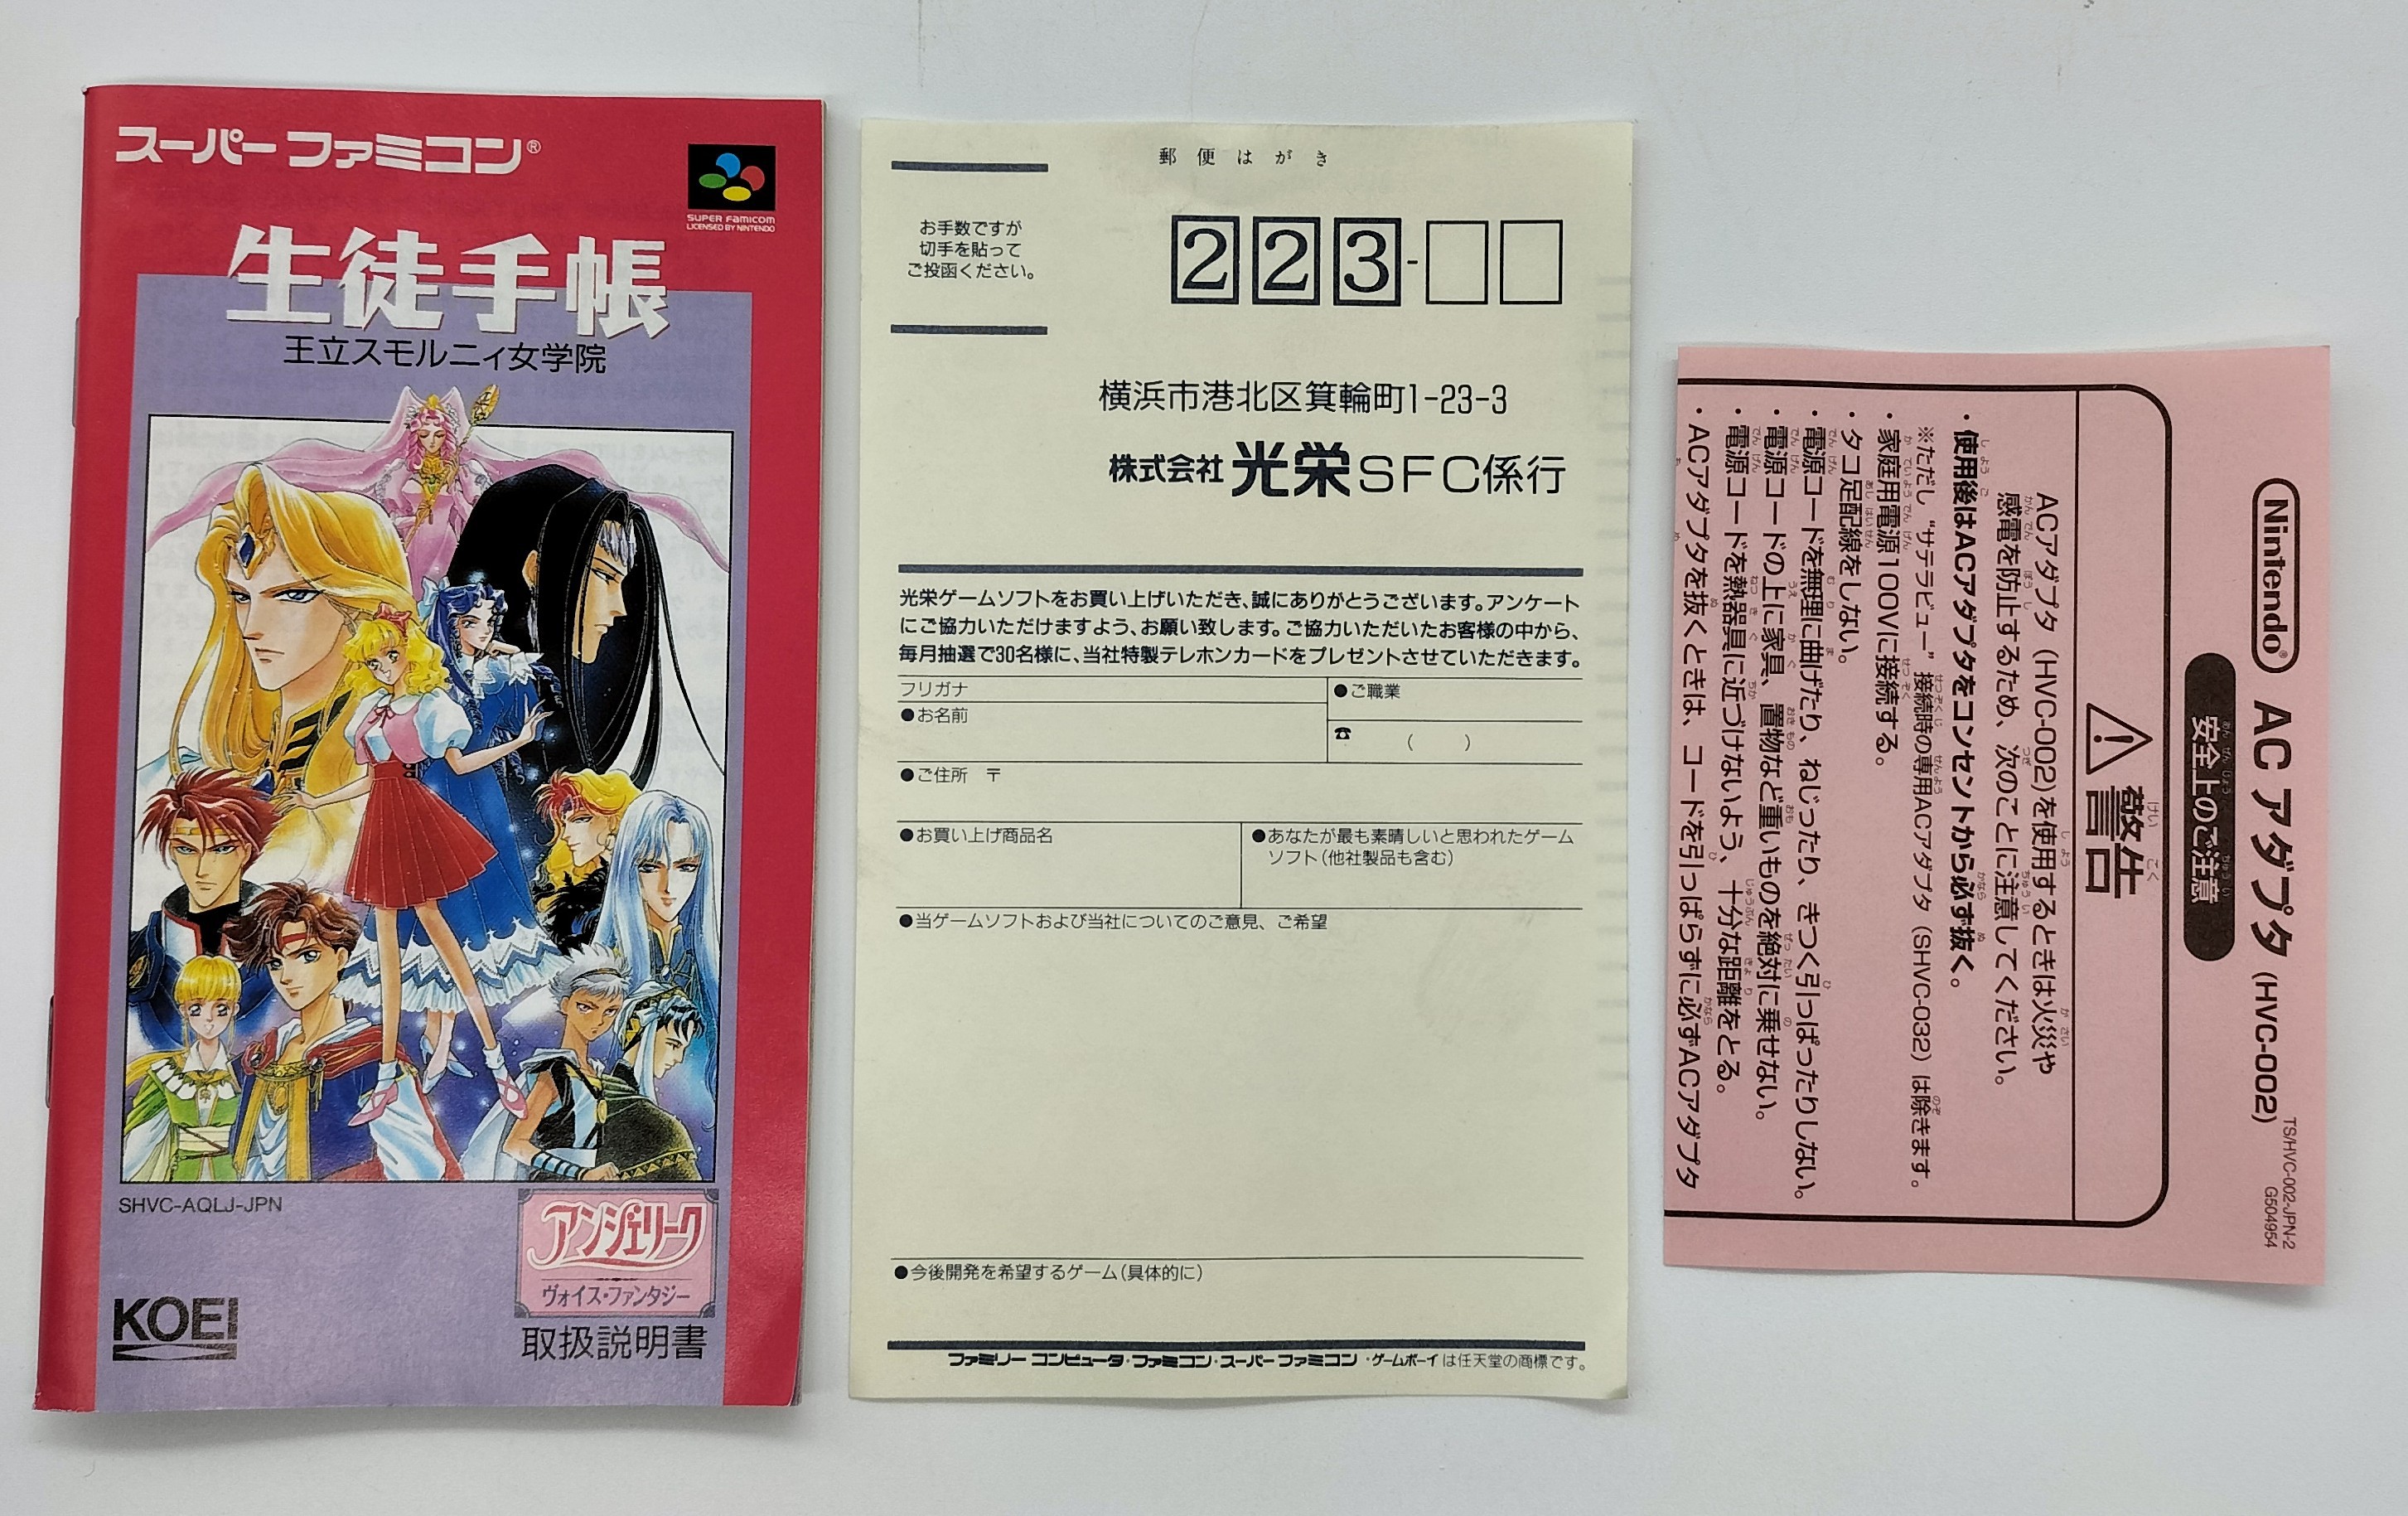 スーパーファミコン®
SUPER FAMICOM
LICENSED BY NINTENDO
生徒手帳
王立スモルニィ女学院
SHVC-AQLJ-JPN
アンジェリーク
ヴォイス・ファンタジー
KOEI
取扱説明書
郵便はがき
お手数ですが
切手を貼って
ご投函ください。
223-
横浜市港北区箕輪町1-23-3
株式会社 光栄SFC係行
光栄ゲームソフトをお買い上げいただき、誠にありがとうございます。アンケート
にご協力いただけますよう、お願い致します。ご協力いただいたお客様の中から、
毎月抽選で30名様に、当社特製テレホンカードをプレゼントさせていただきます。
フリガナ
●お名前
●ご職業
☎ ( )
●ご住所 〒
●お買い上げ商品名
●あなたが最も素晴しいと思われたゲーム
ソフト(他社製品も含む)
●当ゲームソフトおよび当社についてのご意見、ご希望
●今後開発を希望するゲーム(具体的に)
ファミリーコンピュータ・ファミコン・スーパーファミコン・ゲームボーイは任天堂の商標です。
TS/HVC-002-JPN-2
G504954
Nintendo® ACアダプタ (HVC-002)
安全上のご注意
⚠ 警告
ACアダプタ(HVC-002)を使用するときは火災や
感電を防止するため、次のことに注意してください。
・使用後はACアダプタをコンセントから必ず抜く。
※ただし“サテラビュー”接続時の専用ACアダプタ(SHVC-032)は除きます。
・家庭用電源100Vに接続する。
・タコ足配線をしない。
・電源コードを無理に曲げたり、ねじったり、きつく引っぱったりしない。
・電源コードの上に家具、置物など重いものを絶対に乗せない。
・電源コードを熱器具に近づけないよう、十分な距離をとる。
・ACアダプタを抜くときは、コードを引っぱらずに必ずACアダプタ